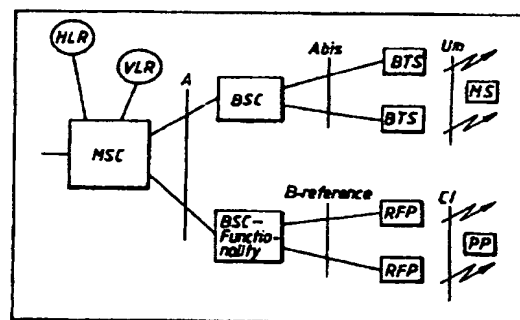 HLR
VLR
A
Abis
Um
BTS
BSC
MS
BTS
MSC
B-reference
CI
RFP
BSC-
Functio-
nality
PP
RFP